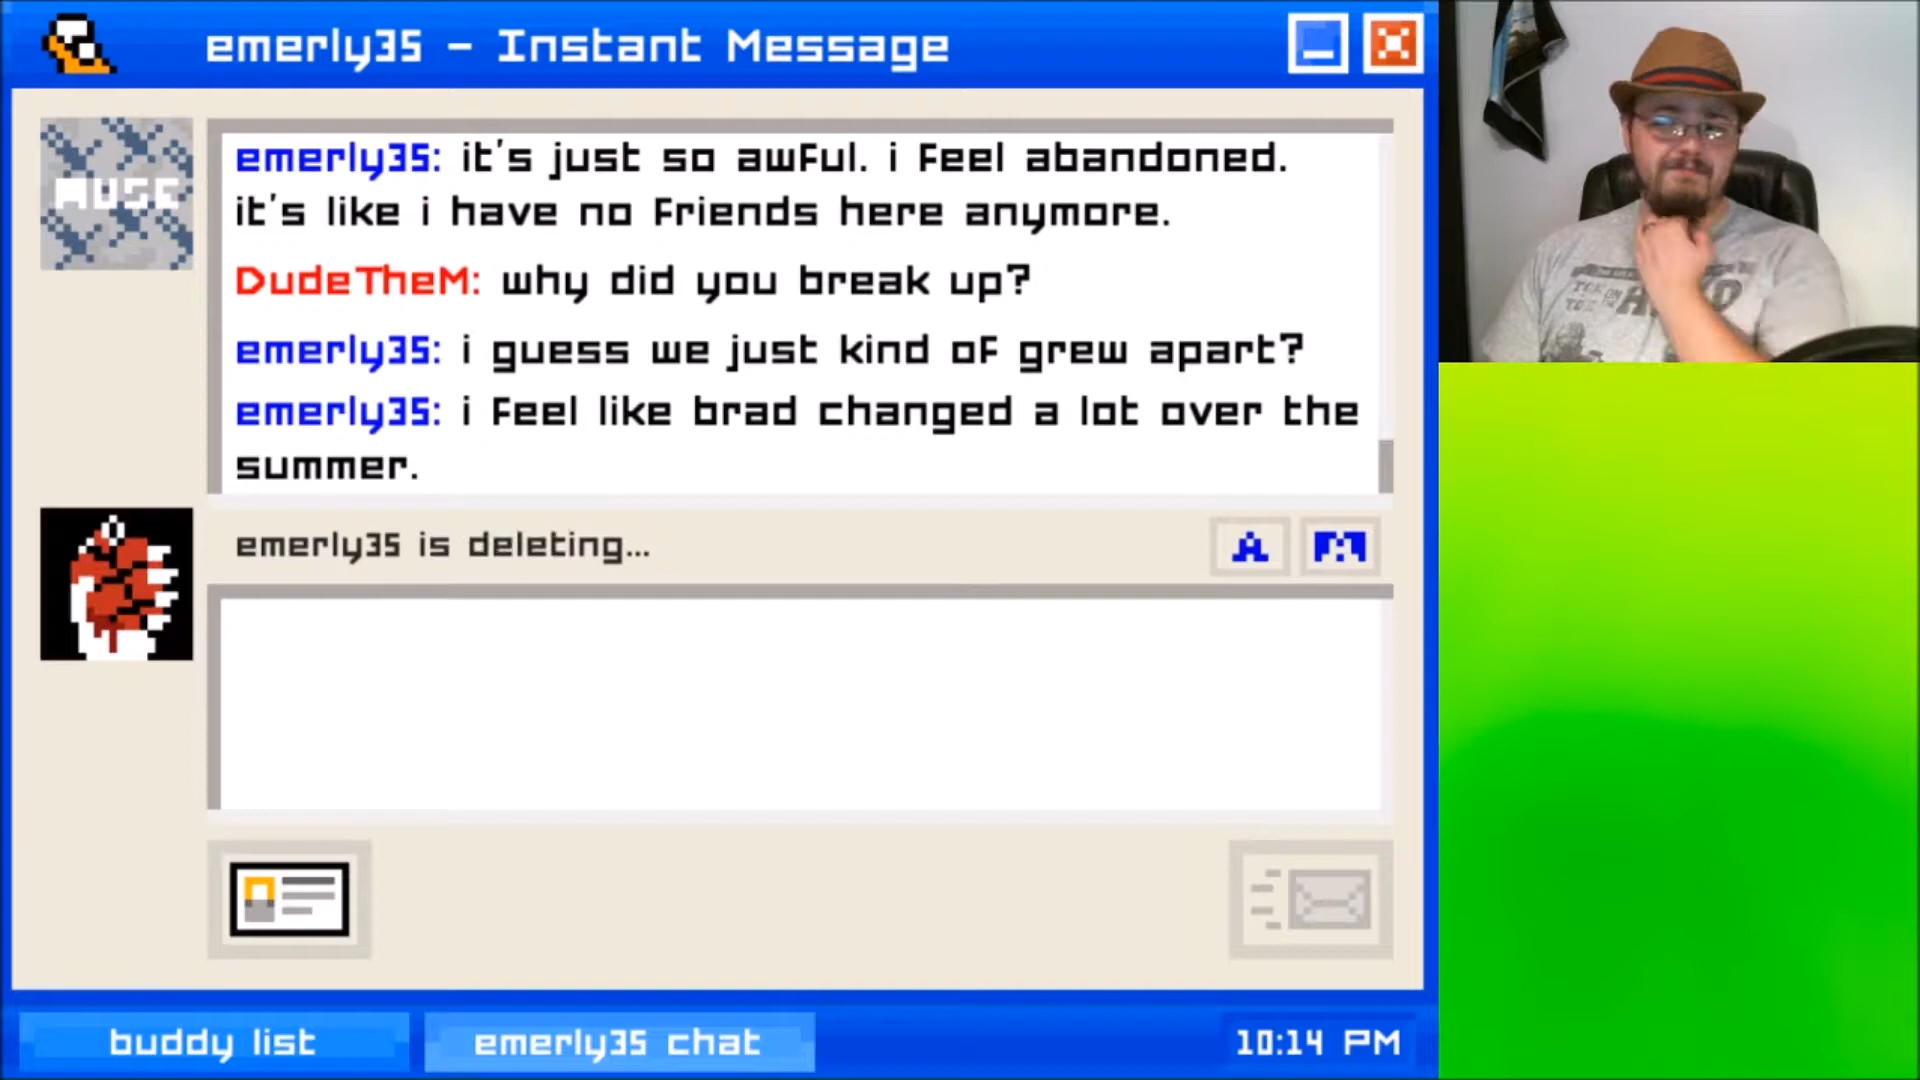 emerly35 - Instant Message
MUSE
emerly35: it's just so awful. i feel abandoned.
it's like i have no friends here anymore.
DudeTheM: why did you break up?
emerly35: i guess we just kind of grew apart?
emerly35: i feel like brad changed a lot over the
summer.
emerly35 is deleting...
A
buddy list
emerly35 chat
10:14 PM